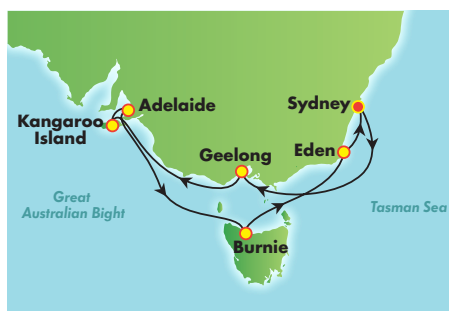 Adelaide
Sydney
Kangaroo
Island
Geelong
Eden
Great
Australian Bight
Tasman Sea
Burnie